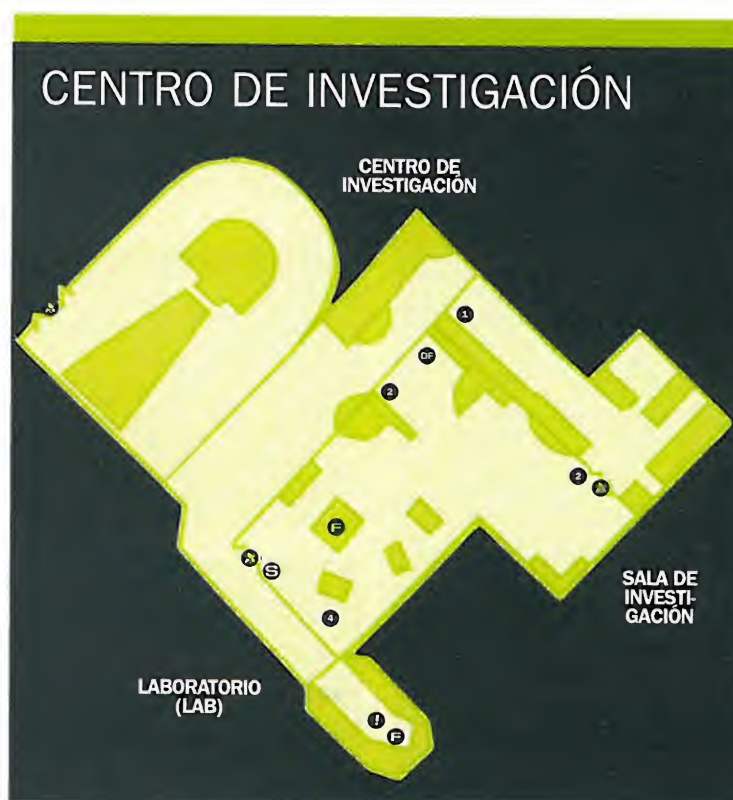 CENTRO DE INVESTIGACIÓN
CENTRO DE
INVESTIGACIÓN
1
DF
2
2
F
S
4
SALA DE
INVESTI-
GACIÓN
LABORATORIO
(LAB)
!
F